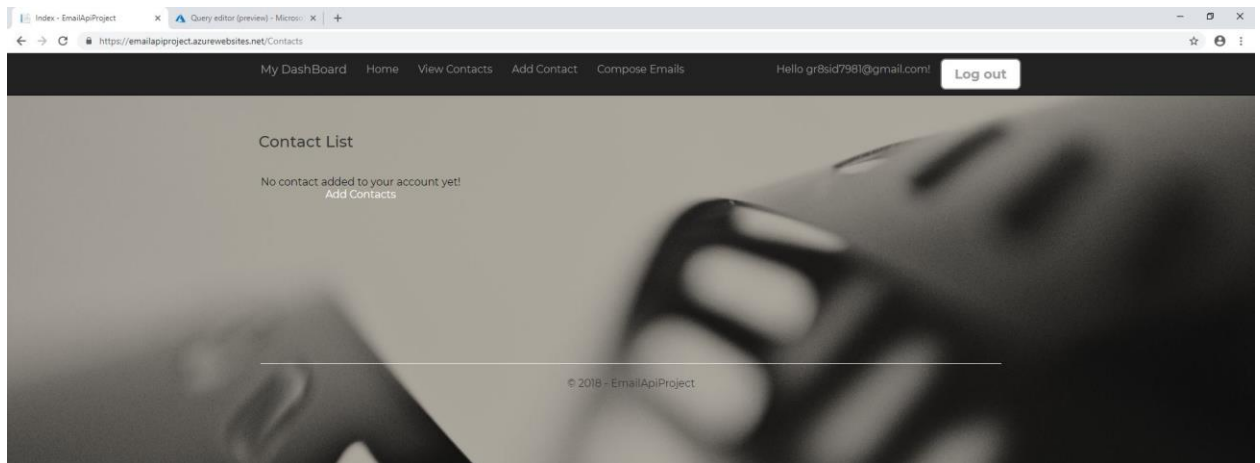 Index - EmailApiProject
Query editor (preview) - Microso
https://emailapiproject.azurewebsites.net/Contacts
My DashBoard Home View Contacts Add Contact Compose Emails Hello gr8sid7981@gmail.com! Log out
Contact List
No contact added to your account yet!
Add Contacts
© 2018 - EmailApiProject